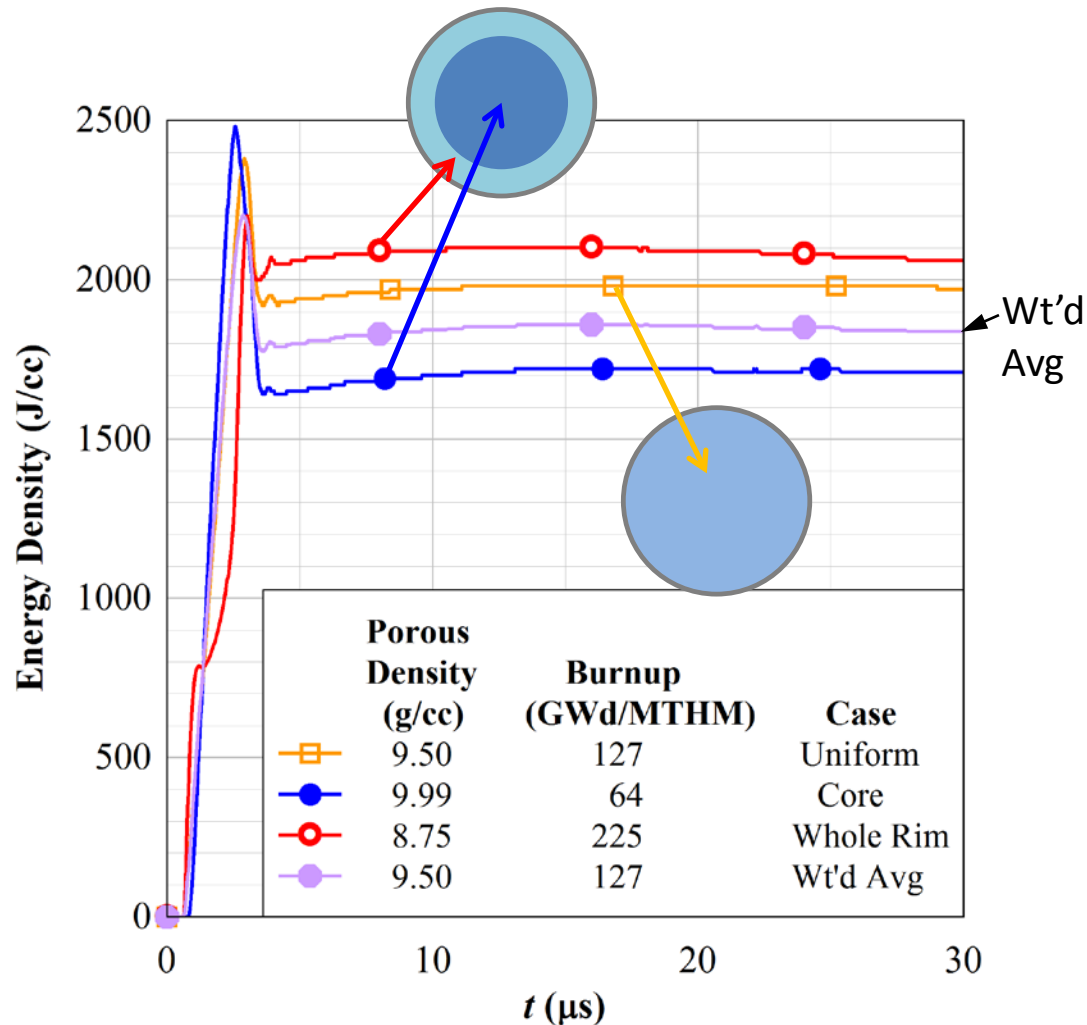 2500
2000
1500
1000
500
0
Energy Density (J/cc)
Wt’d
Avg
Porous
Density Burnup
(g/cc) (GWd/MTHM) Case
9.50 127 Uniform
9.99 64 Core
8.75 225 Whole Rim
9.50 127 Wt'd Avg
0 10 20 30
t (μs)